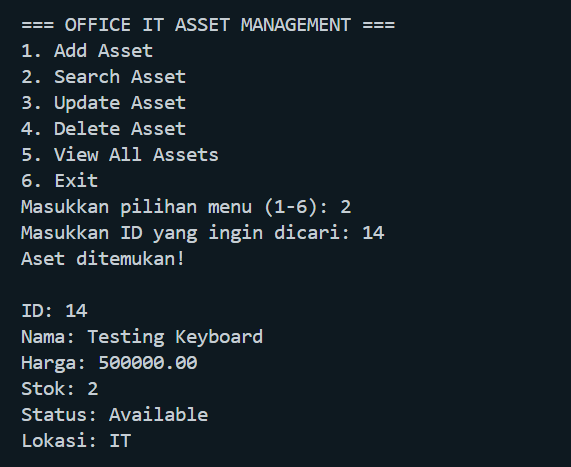 === OFFICE IT ASSET MANAGEMENT ===
1. Add Asset
2. Search Asset
3. Update Asset
4. Delete Asset
5. View All Assets
6. Exit
Masukkan pilihan menu (1-6): 2
Masukkan ID yang ingin dicari: 14
Aset ditemukan!
ID: 14
Nama: Testing Keyboard
Harga: 500000.00
Stok: 2
Status: Available
Lokasi: IT